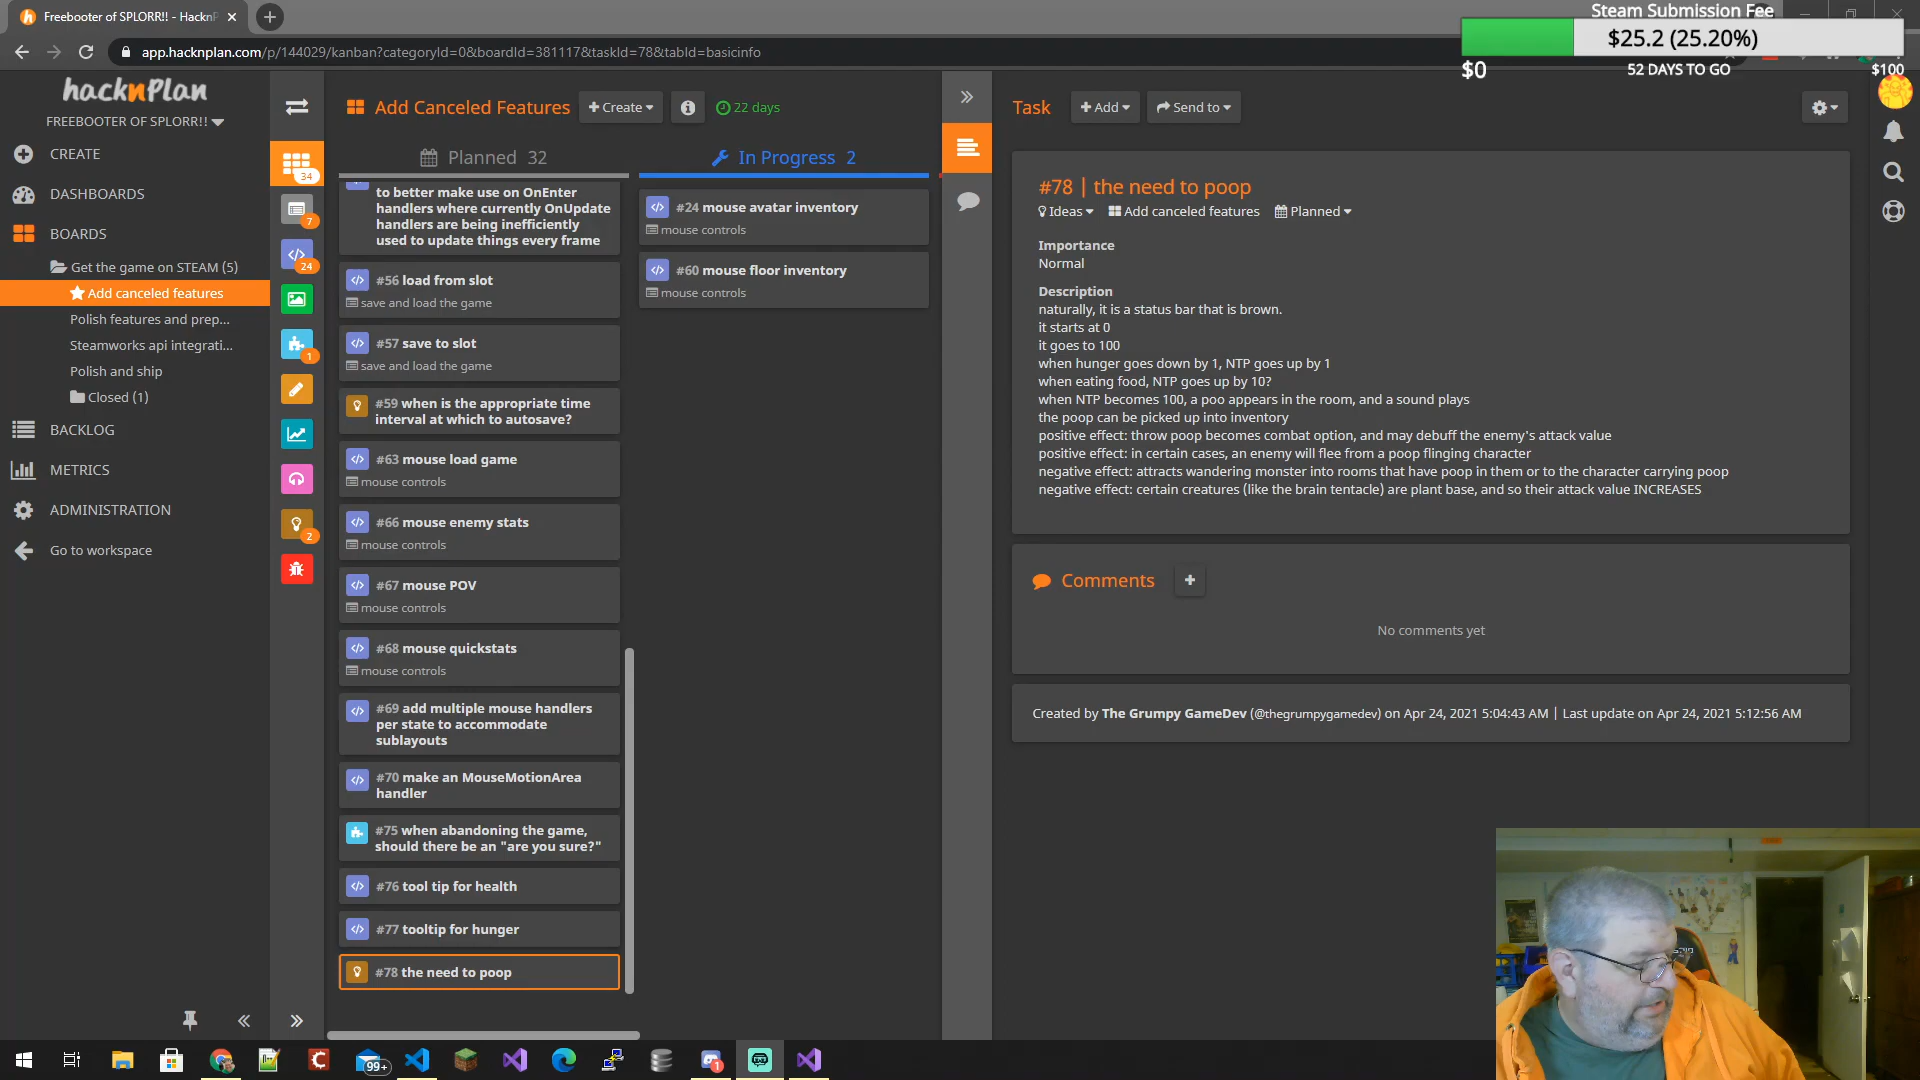 Freebooter of SPLORR!! - HacknP
app.hacknplan.com/p/144029/kanban?categoryId=0&boardId=381117&taskId=78&tabId=basicinfo
Steam Submission Fee
$25.2 (25.20%)
$0
52 DAYS TO GO
$100
hacknPlan
FREEBOOTER OF SPLORR!!
CREATE
DASHBOARDS
BOARDS
Get the game on STEAM (5)
Add canceled features
Polish features and prep...
Steamworks api integrati...
Polish and ship
Closed (1)
BACKLOG
METRICS
ADMINISTRATION
Go to workspace
34
7
24
1
2
Add Canceled Features
Create
22 days
Planned 32
to better make use on OnEnter
handlers where currently OnUpdate
handlers are being inefficiently
used to update things every frame
#56 load from slot
save and load the game
#57 save to slot
save and load the game
#59 when is the appropriate time
interval at which to autosave?
#63 mouse load game
mouse controls
#66 mouse enemy stats
mouse controls
#67 mouse POV
mouse controls
#68 mouse quickstats
mouse controls
#69 add multiple mouse handlers
per state to accommodate
sublayouts
#70 make an MouseMotionArea
handler
#75 when abandoning the game,
should there be an "are you sure?"
#76 tool tip for health
#77 tooltip for hunger
#78 the need to poop
In Progress 2
#24 mouse avatar inventory
mouse controls
#60 mouse floor inventory
mouse controls
Task
Add
Send to
#78 | the need to poop
Ideas
Add canceled features
Planned
Importance
Normal
Description
naturally, it is a status bar that is brown.
it starts at 0
it goes to 100
when hunger goes down by 1, NTP goes up by 1
when eating food, NTP goes up by 10?
when NTP becomes 100, a poo appears in the room, and a sound plays
the poop can be picked up into inventory
positive effect: throw poop becomes combat option, and may debuff the enemy's attack value
positive effect: in certain cases, an enemy will flee from a poop flinging character
negative effect: attracts wandering monster into rooms that have poop in them or to the character carrying poop
negative effect: certain creatures (like the brain tentacle) are plant base, and so their attack value INCREASES
Comments
No comments yet
Created by The Grumpy GameDev (@thegrumpygamedev) on Apr 24, 2021 5:04:43 AM | Last update on Apr 24, 2021 5:12:56 AM
99+
1